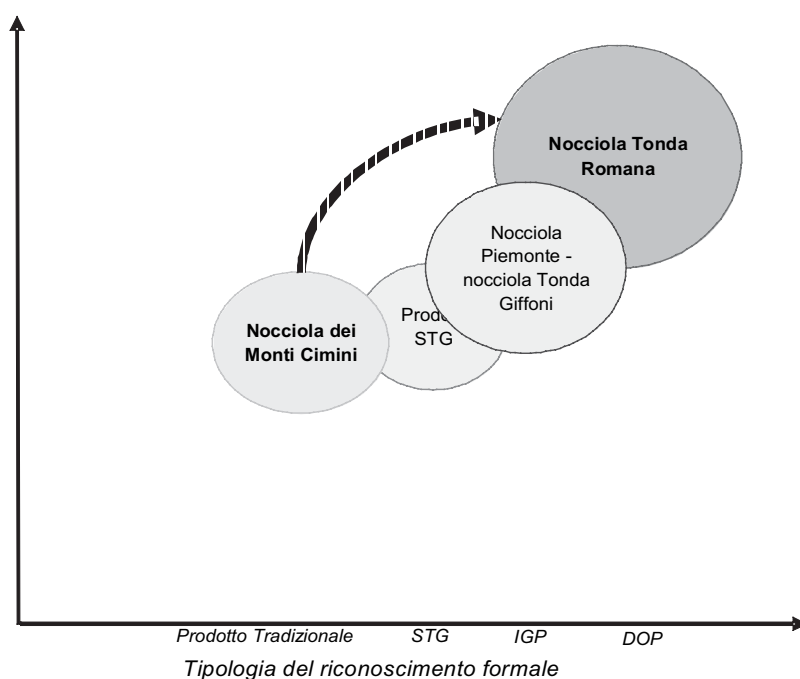 Nocciola Tonda
Romana
Nocciola
Piemonte -
nocciola Tonda
Giffoni
STG
Nocciola dei
Monti Cimini
Prodotto Tradizionale STG IGP DOP
Tipologia del riconoscimento formale